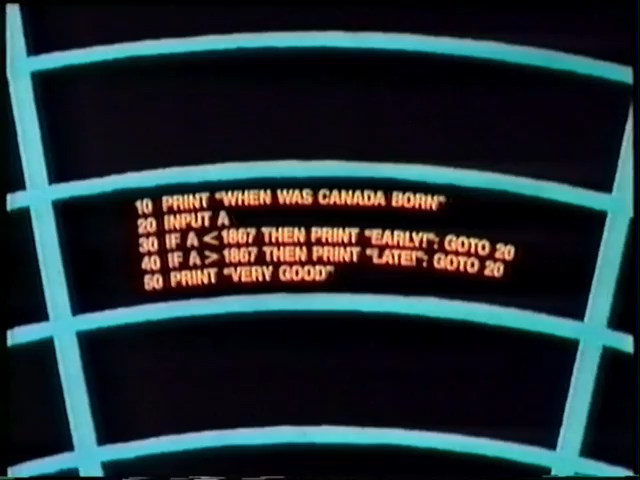 10 PRINT "WHEN WAS CANADA BORN"
20 INPUT A
30 IF A < 1867 THEN PRINT "EARLY!": GOTO 20
40 IF A > 1867 THEN PRINT "LATE!": GOTO 20
50 PRINT "VERY GOOD"